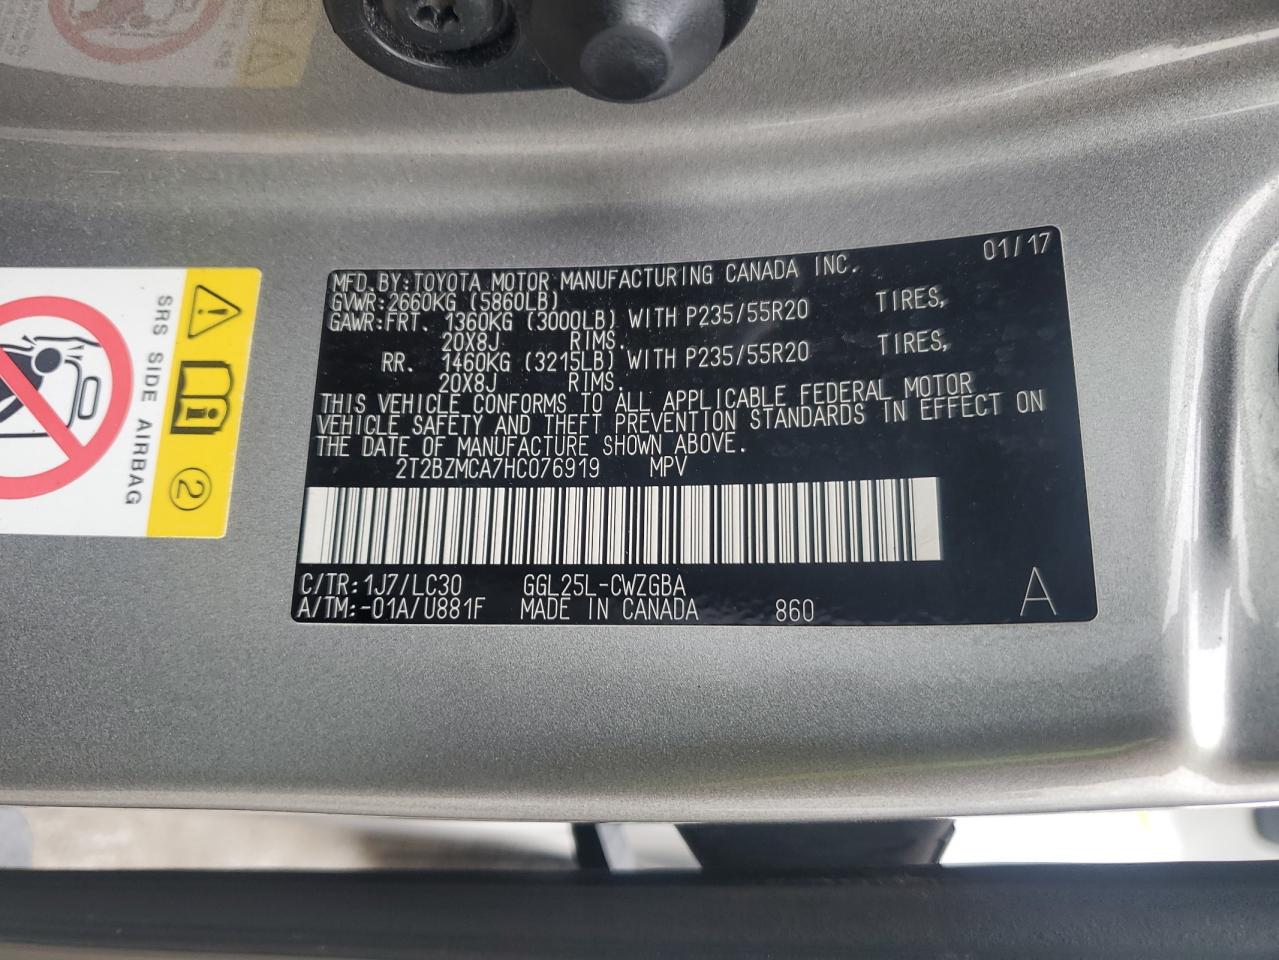 01/17
MFD.BY:TOYOTA MOTOR MANUFACTURING CANADA INC.
GVWR:2660KG (5860LB)
GAWR:FRT. 1360KG (3000LB) WITH P235/55R20 TIRES,
20X8J RIMS.
RR. 1460KG (3215LB) WITH P235/55R20 TIRES,
20X8J RIMS.
THIS VEHICLE CONFORMS TO ALL APPLICABLE FEDERAL MOTOR
VEHICLE SAFETY AND THEFT PREVENTION STANDARDS IN EFFECT ON
THE DATE OF MANUFACTURE SHOWN ABOVE.
2T2BZMCA7HC076919 MPV
C/TR:1J7/LC30 GGL25L-CWZGBA
A/TM:-01A/U881F MADE IN CANADA 860 A
SRS SIDE AIRBAG
2